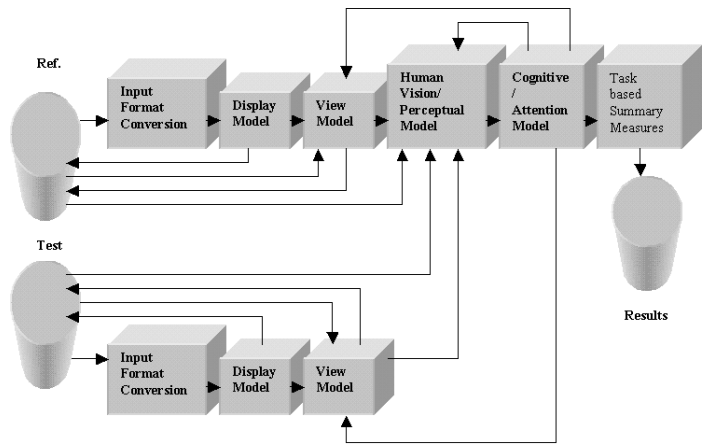 Ref.
Input
Format
Conversion
Display
Model
View
Model
Human
Vision/
Perceptual
Model
Cognitive
/
Attention
Model
Task
based
Summary
Measures
Test
Input
Format
Conversion
Display
Model
View
Model
Results